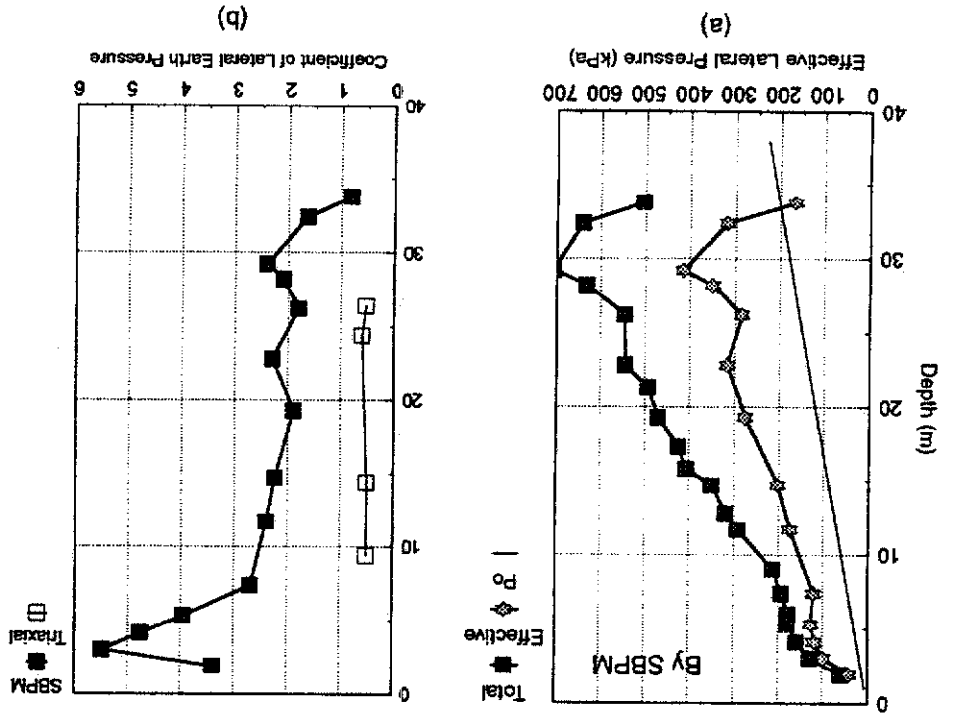 By SBPM
Total
Effective
Po
0
10
20
30
40
Depth (m)
0 100 200 300 400 500 600 700
Effective Lateral Pressure (kPa)
(a)
SBPM
Triaxial
0
10
20
30
40
0 1 2 3 4 5 6
Coefficient of Lateral Earth Pressure
(b)